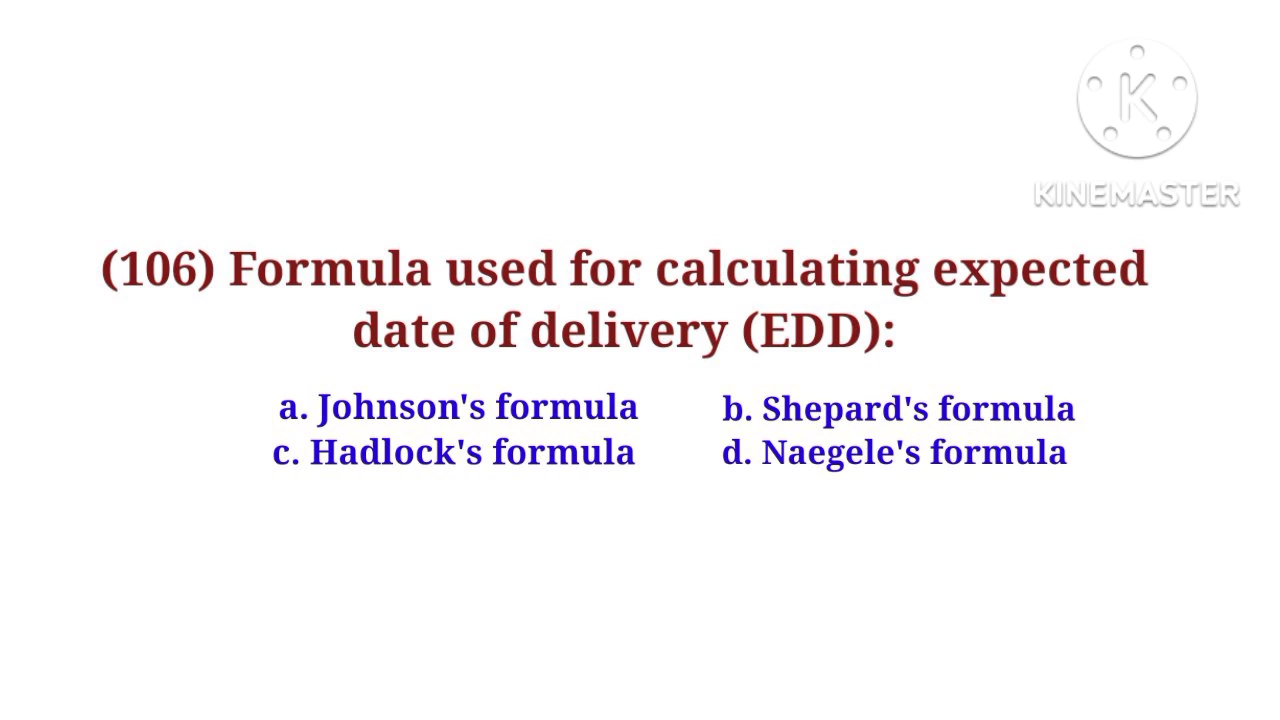 K
KINEMASTER
(106) Formula used for calculating expected
date of delivery (EDD):
a. Johnson's formula b. Shepard's formula
c. Hadlock's formula d. Naegele's formula